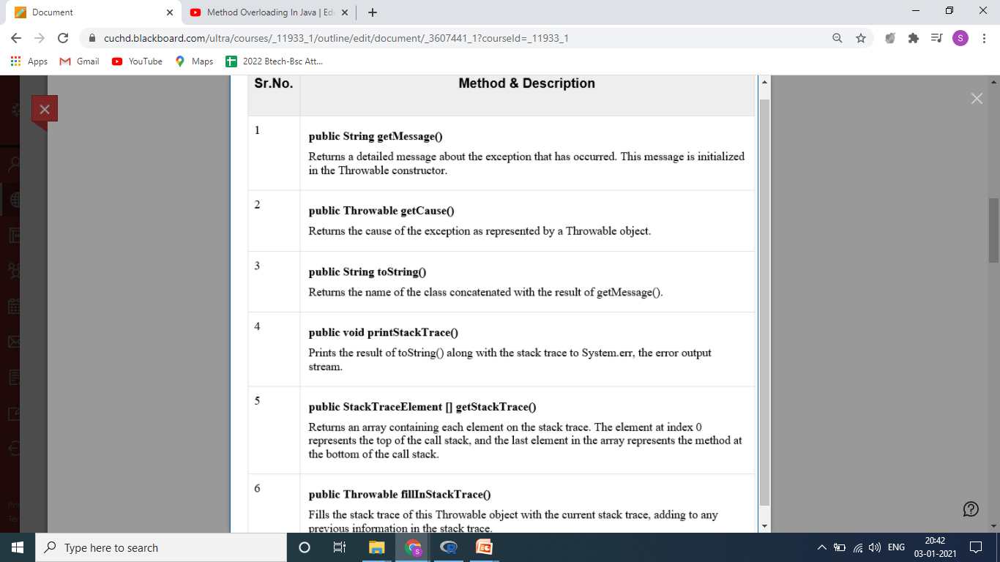 Document
Method Overloading In Java | Edu
cuchd.blackboard.com/ultra/courses/_11933_1/outline/edit/document/_3607441_1?courseId=_11933_1
S
Apps
Gmail
YouTube
Maps
2022 Btech-Bsc Att...
Sr.No.
Method & Description
1
public String getMessage()
Returns a detailed message about the exception that has occurred. This message is initialized
in the Throwable constructor.
2
public Throwable getCause()
Returns the cause of the exception as represented by a Throwable object.
3
public String toString()
Returns the name of the class concatenated with the result of getMessage().
4
public void printStackTrace()
Prints the result of toString() along with the stack trace to System.err, the error output
stream.
5
public StackTraceElement [] getStackTrace()
Returns an array containing each element on the stack trace. The element at index 0
represents the top of the call stack, and the last element in the array represents the method at
the bottom of the call stack.
6
public Throwable fillInStackTrace()
Fills the stack trace of this Throwable object with the current stack trace, adding to any
previous information in the stack trace.
Pri
Ter
Type here to search
S
R
ENG
20:42
03-01-2021